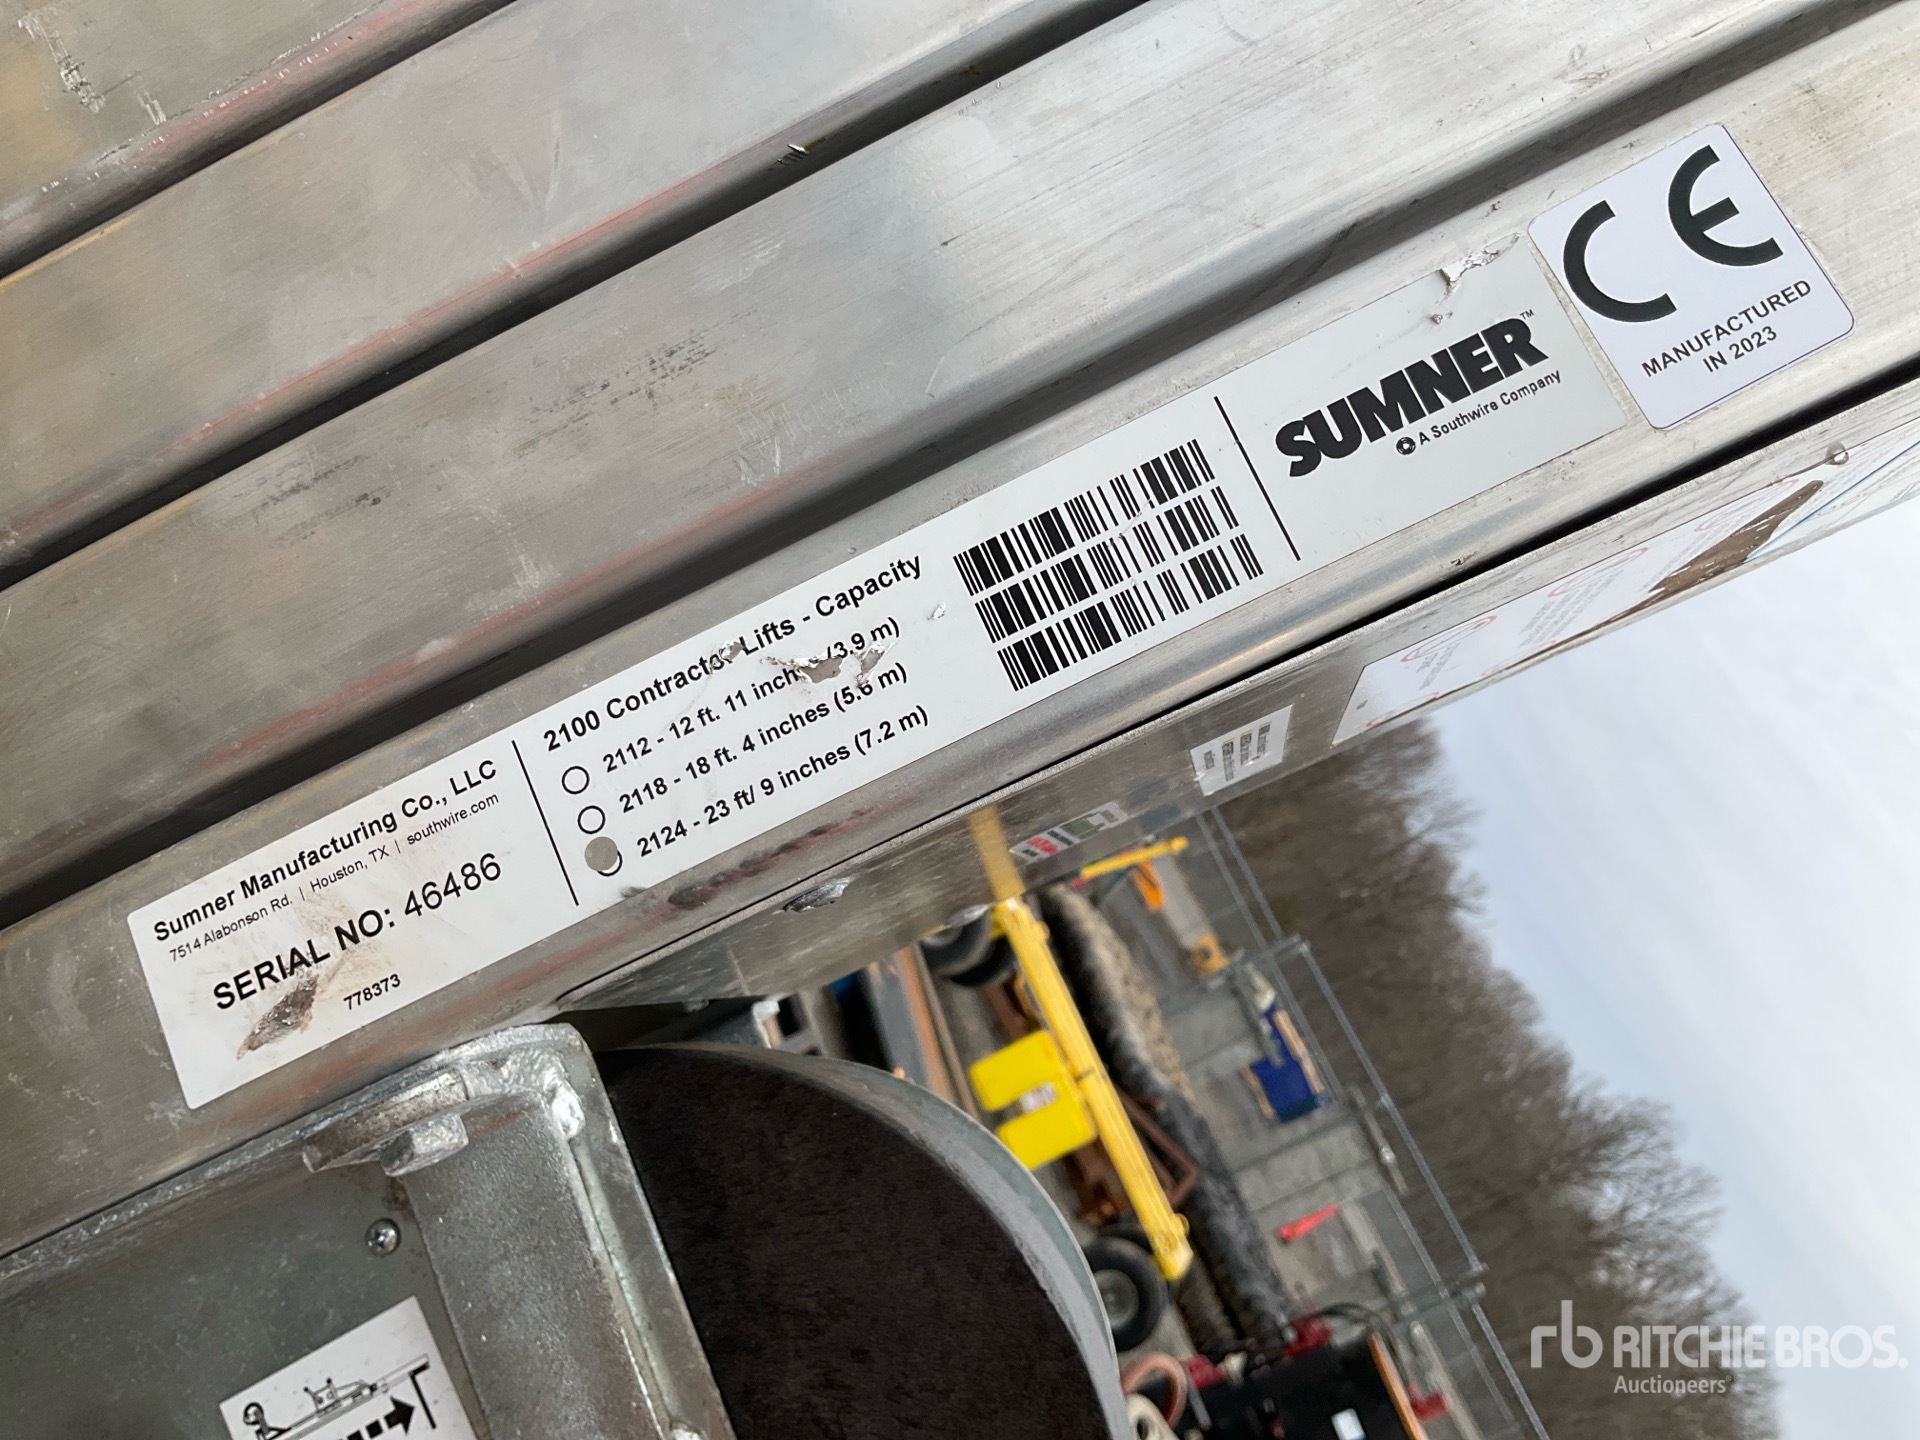 Sumner Manufacturing Co., LLC
7514 Alabonson Rd. | Houston, TX | southwire.com
SERIAL NO: 46486
778373
2100 Contractor Lifts - Capacity
2112 - 12 ft. 11 inches (3.9 m)
2118 - 18 ft. 4 inches (5.6 m)
2124 - 23 ft/ 9 inches (7.2 m)
SUMNER™
A Southwire Company
CE
MANUFACTURED
IN 2023
rb RITCHIE BROS.
Auctioneers